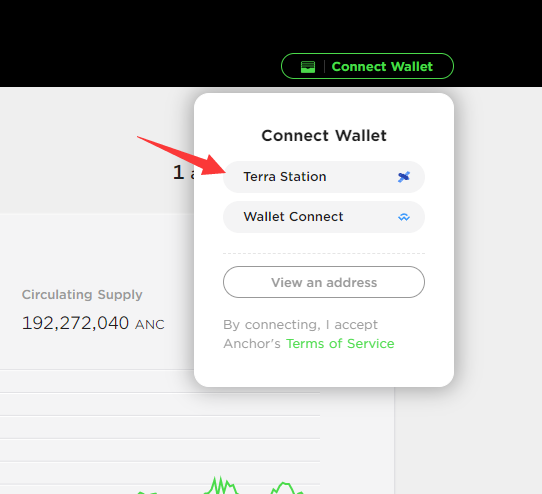 Connect Wallet
Connect Wallet
1 a
Terra Station
Wallet Connect
View an address
Circulating Supply
192,272,040 ANC
By connecting, I accept
Anchor's Terms of Service